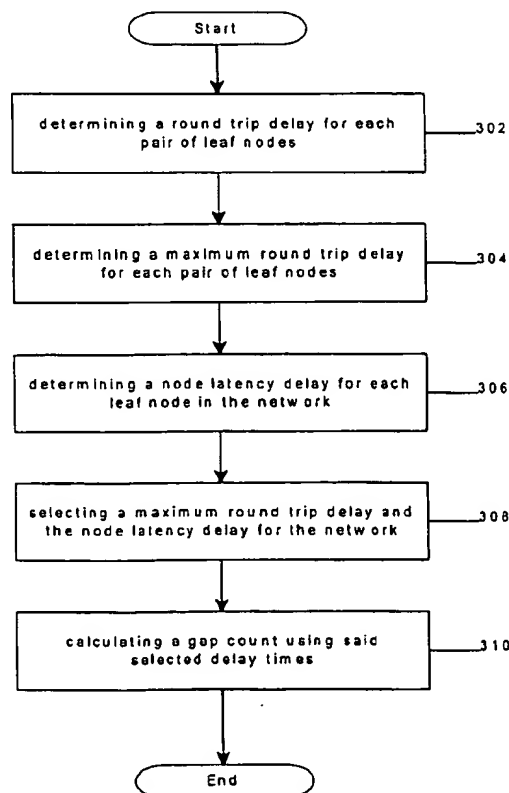 Start
determining a round trip delay for each
pair of leaf nodes
302
determining a maximum round trip delay
for each pair of leaf nodes
304
determining a node latency delay for each
leaf node in the network
306
selecting a maximum round trip delay and
the node latency delay for the network
308
calculating a gap count using said
selected delay times
310
End